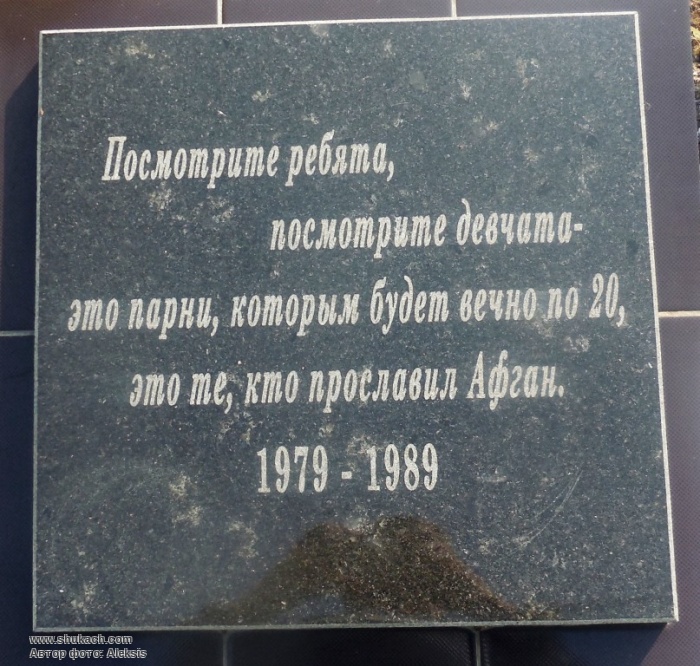 Посмотрите ребята,
посмотрите девчата-
это парни, которым будет вечно по 20,
это те, кто прославил Афган.
1979 - 1989
www.shukach.com
Автор фото: Aleksis